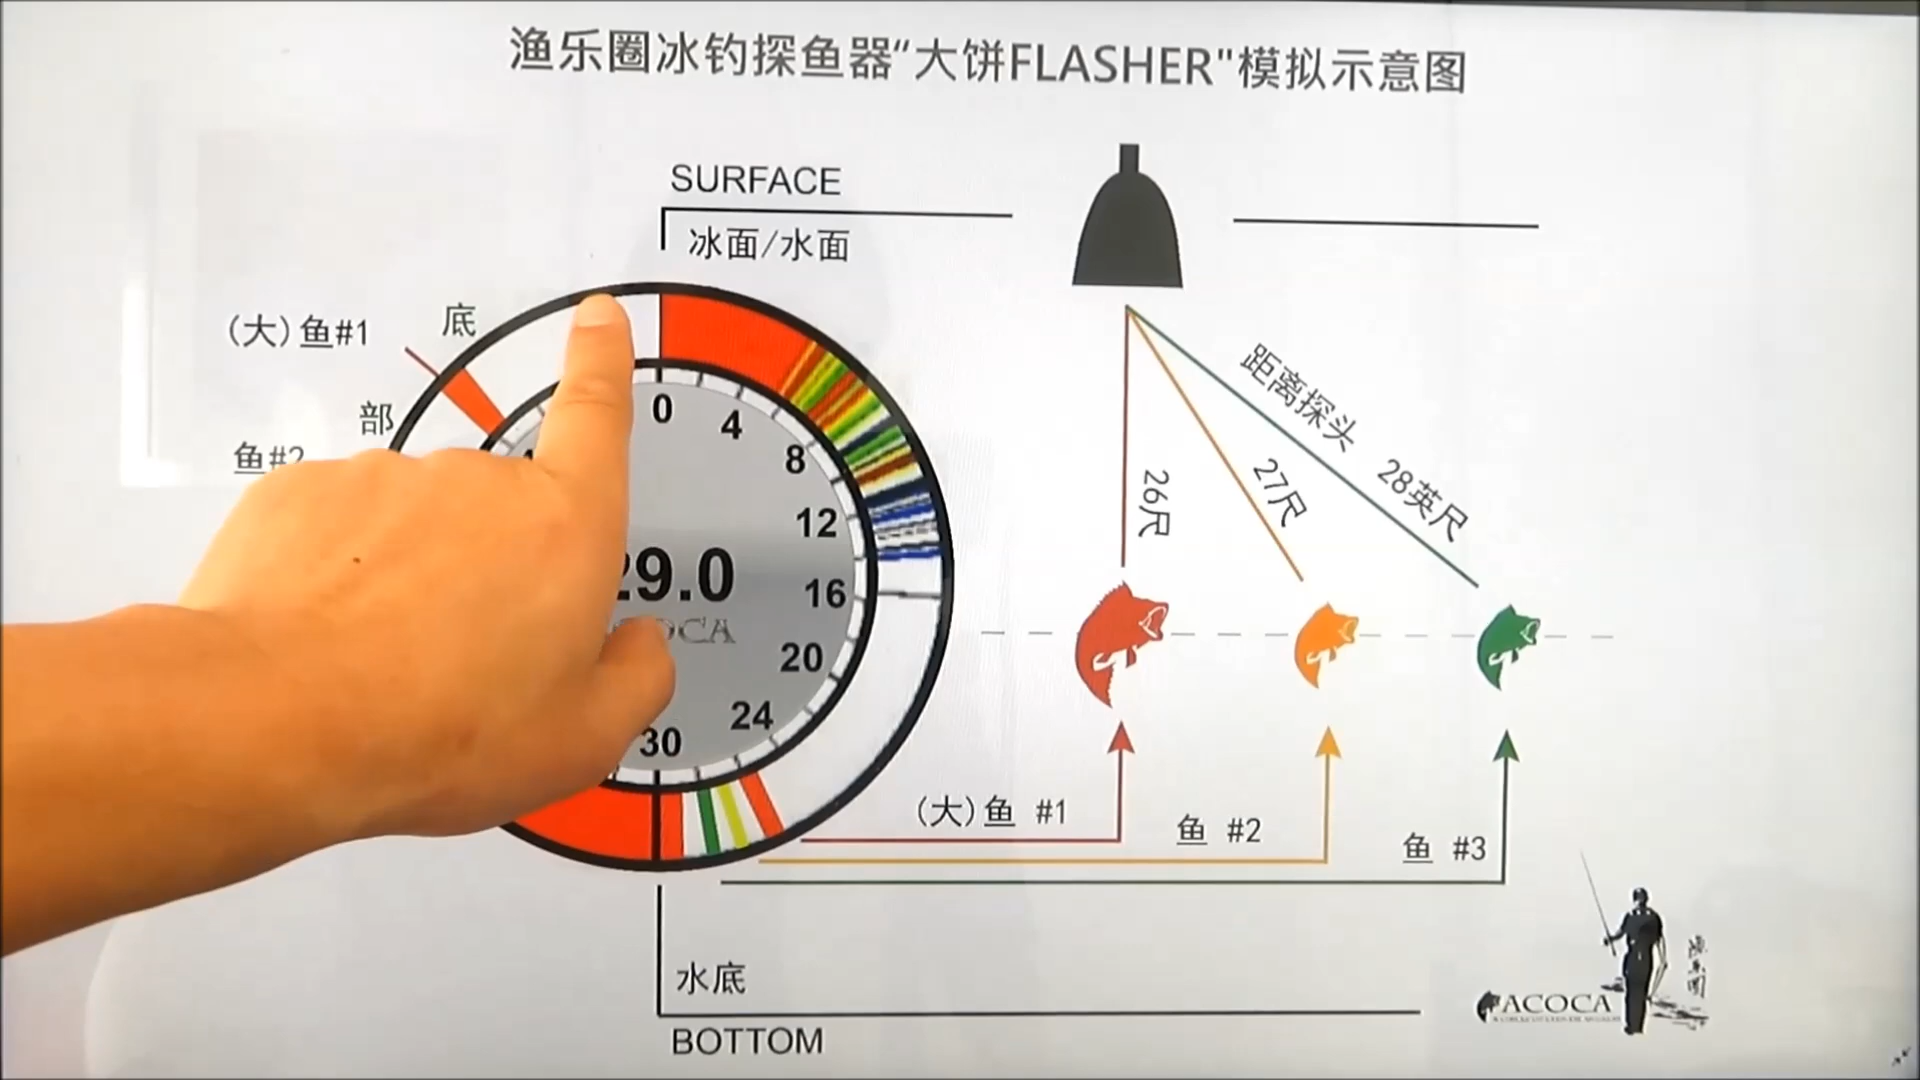 渔乐圈冰钓探鱼器“大饼FLASHER"模拟示意图
SURFACE
冰面/水面
(大)鱼#1
底
部
鱼#2
0
4
8
12
16
20
24
30
29.0
距离探头 28英尺
27尺
26尺
(大)鱼 #1
鱼 #2
鱼 #3
水底
BOTTOM
ACOCA
渔乐圈